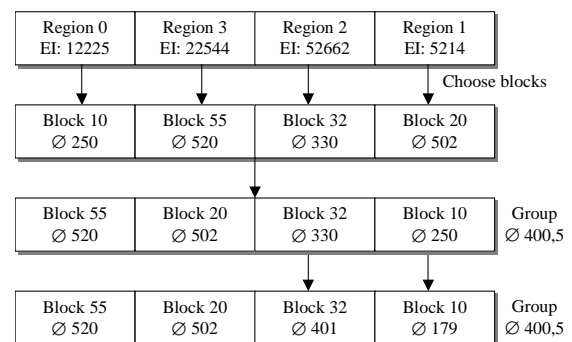 Region 0 Region 3 Region 2 Region 1
EI: 12225 EI: 22544 EI: 52662 EI: 5214
Choose blocks
Block 10 Block 55 Block 32 Block 20
∅ 250 ∅ 520 ∅ 330 ∅ 502
Block 55 Block 20 Block 32 Block 10 Group
∅ 520 ∅ 502 ∅ 330 ∅ 250 ∅ 400,5
Block 55 Block 20 Block 32 Block 10 Group
∅ 520 ∅ 502 ∅ 401 ∅ 179 ∅ 400,5